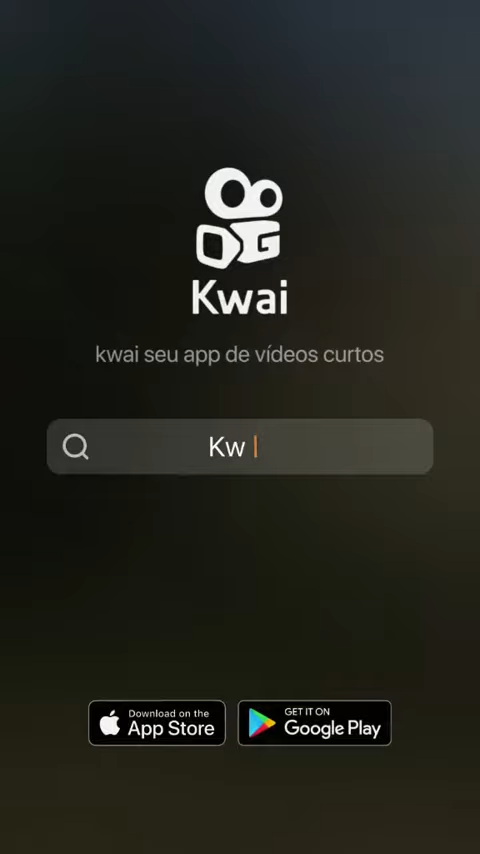 Kwai
kwai seu app de vídeos curtos
Kw
Download on the
App Store
GET IT ON
Google Play